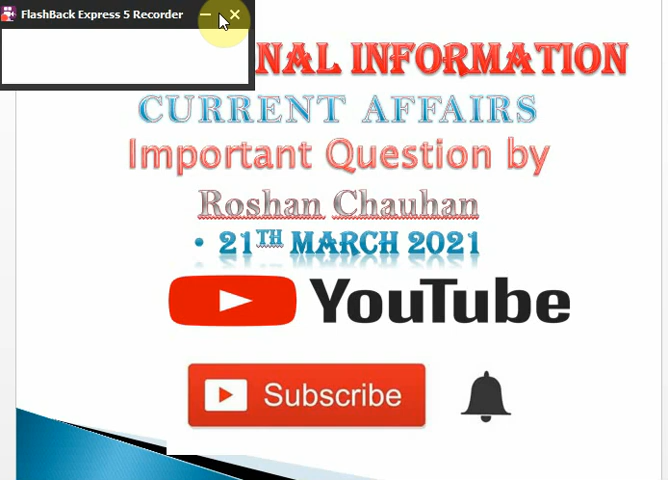 FlashBack Express 5 Recorder
NAL INFORMATION
CURRENT AFFAIRS
Important Question by
Roshan Chauhan
• 21TH MARCH 2021
YouTube
Subscribe